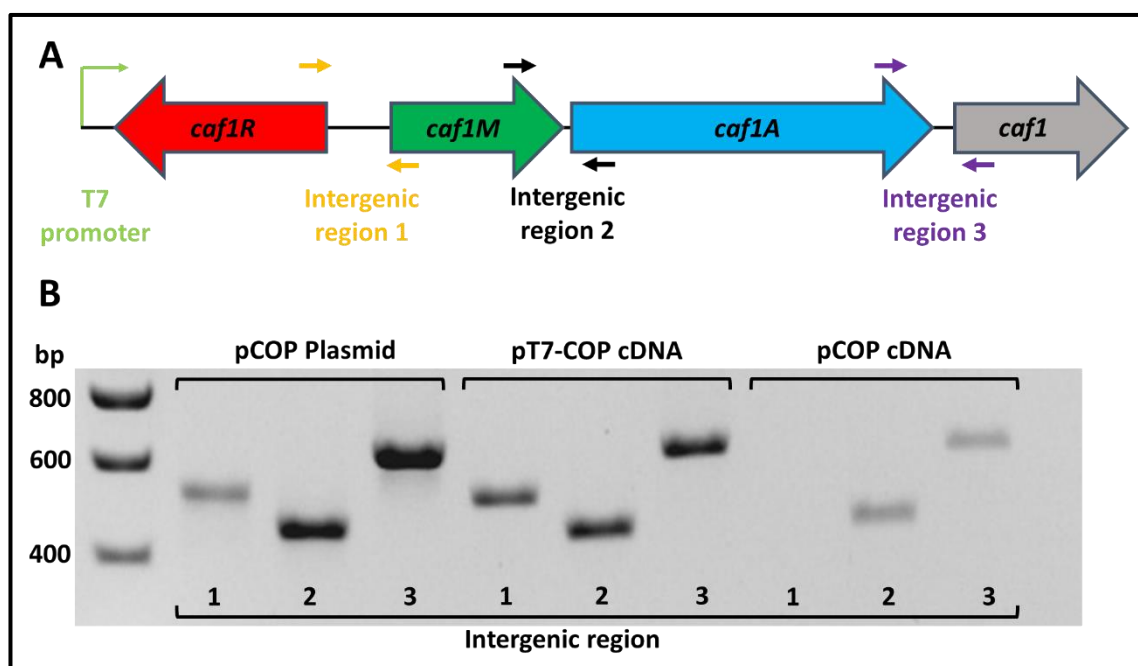 A
caf1R
caf1M
caf1A
caf1
T7
promoter
Intergenic
region 1
Intergenic
region 2
Intergenic
region 3
B
bp
pCOP Plasmid
pT7-COP cDNA
pCOP cDNA
800
600
400
1 2 3 1 2 3 1 2 3
Intergenic region